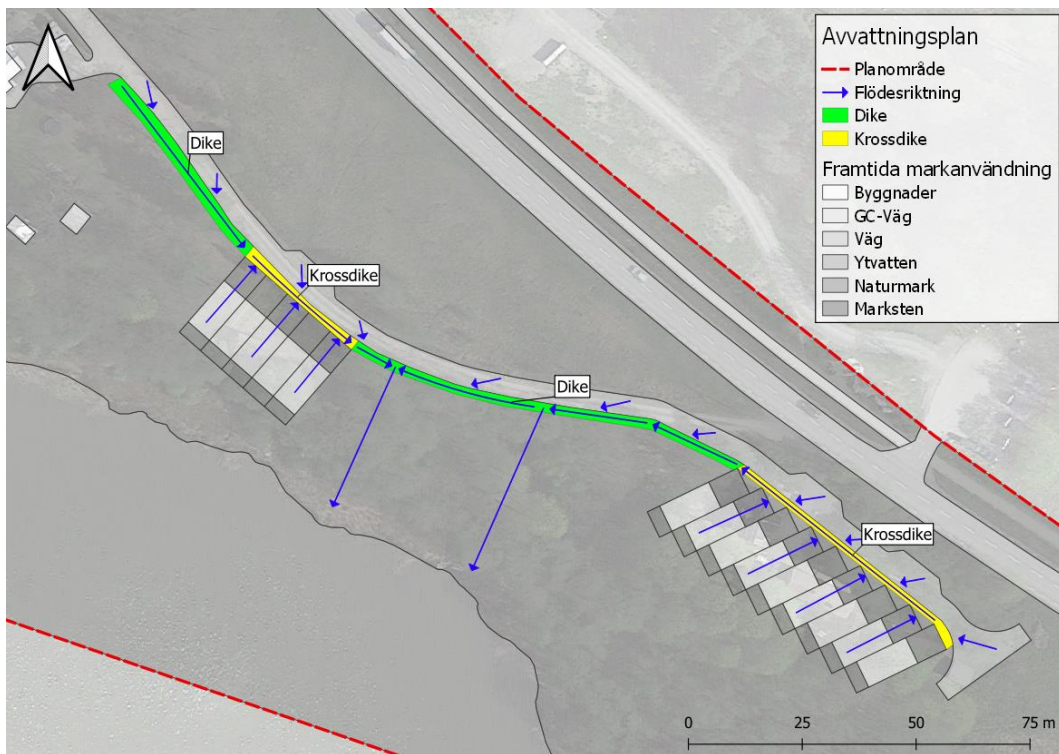 Avvattningsplan
Planområde
Flödesriktning
Dike
Krossdike
Framtida markanvändning
Byggnader
GC-Väg
Väg
Ytvatten
Naturmark
Marksten
Dike
Krossdike
Dike
Krossdike
0 25 50 75 m